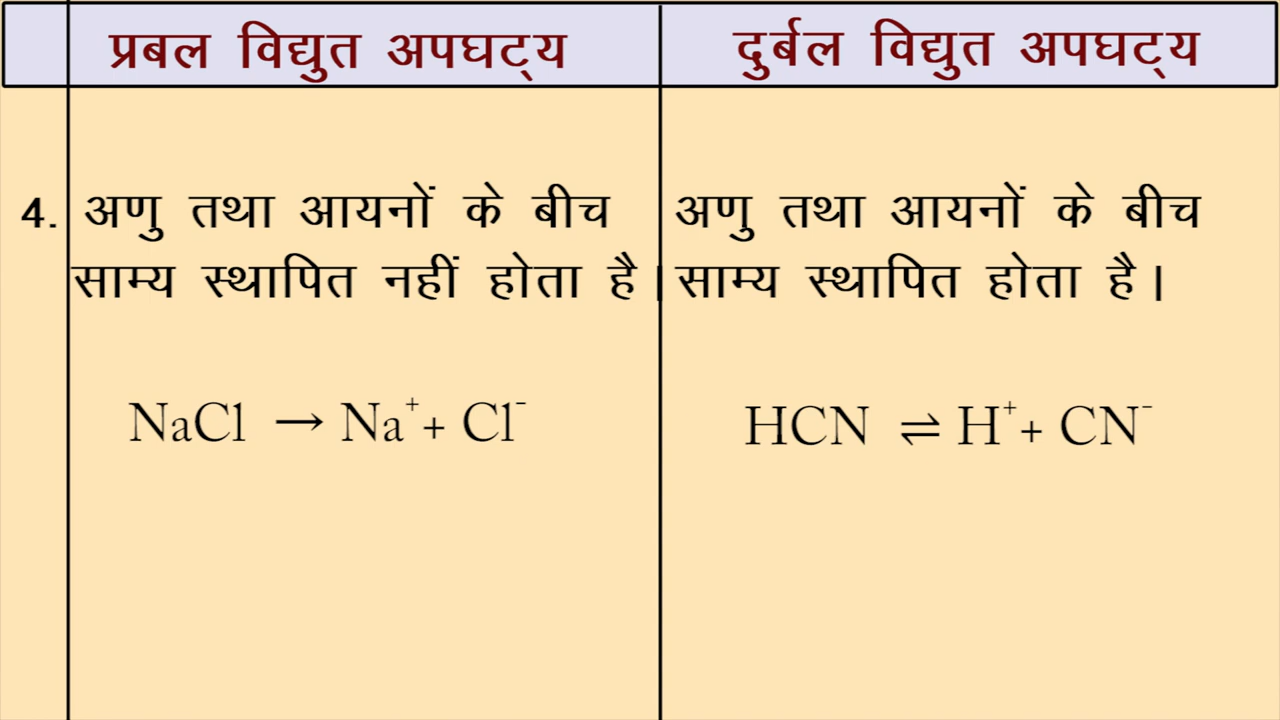 प्रबल विद्युत अपघट्य
दुर्बल विद्युत अपघट्य
4. अणु तथा आयनों के बीच
साम्य स्थापित नहीं होता है।
NaCl → Na⁺ + Cl⁻
अणु तथा आयनों के बीच
साम्य स्थापित होता है।
HCN ⇌ H⁺ + CN⁻